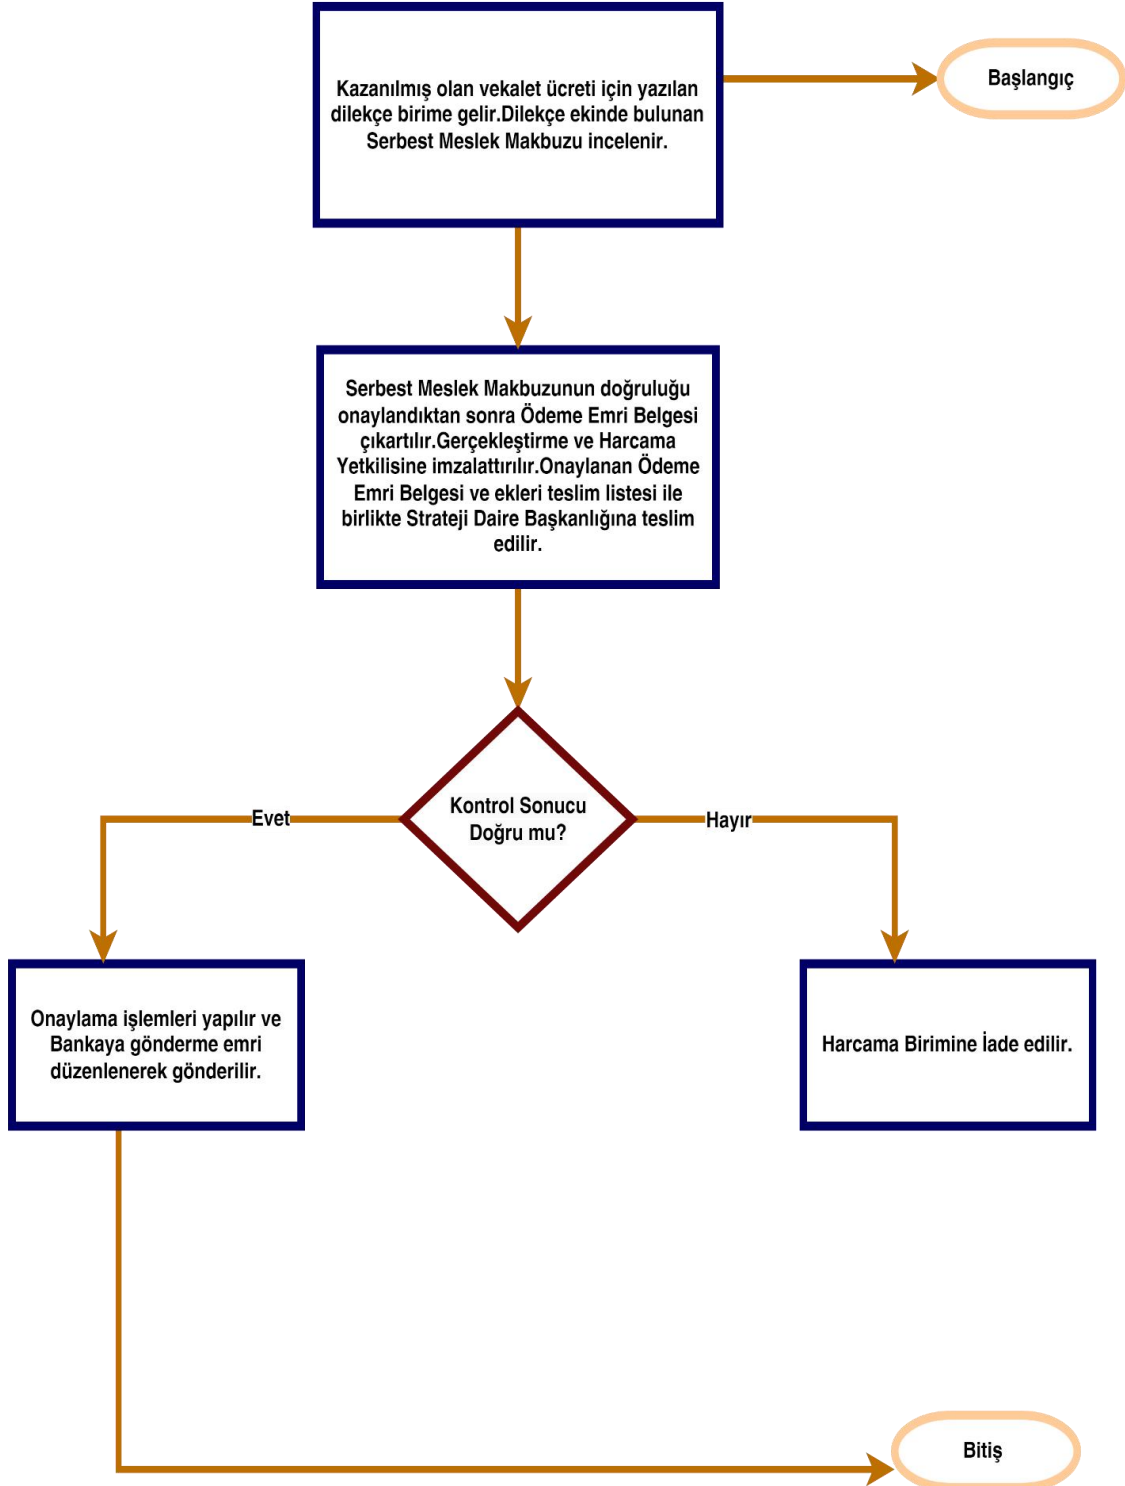 Kazanılmış olan vekalet ücreti için yazılan
dilekçe birime gelir.Dilekçe ekinde bulunan
Serbest Meslek Makbuzu incelenir.
Başlangıç
Serbest Meslek Makbuzunun doğruluğu
onaylandıktan sonra Ödeme Emri Belgesi
çıkartılır.Gerçekleştirme ve Harcama
Yetkilisine imzalattırılır.Onaylanan Ödeme
Emri Belgesi ve ekleri teslim listesi ile
birlikte Strateji Daire Başkanlığına teslim
edilir.
Kontrol Sonucu
Doğru mu?
Evet
Hayır
Onaylama işlemleri yapılır ve
Bankaya gönderme emri
düzenlenerek gönderilir.
Harcama Birimine İade edilir.
Bitiş